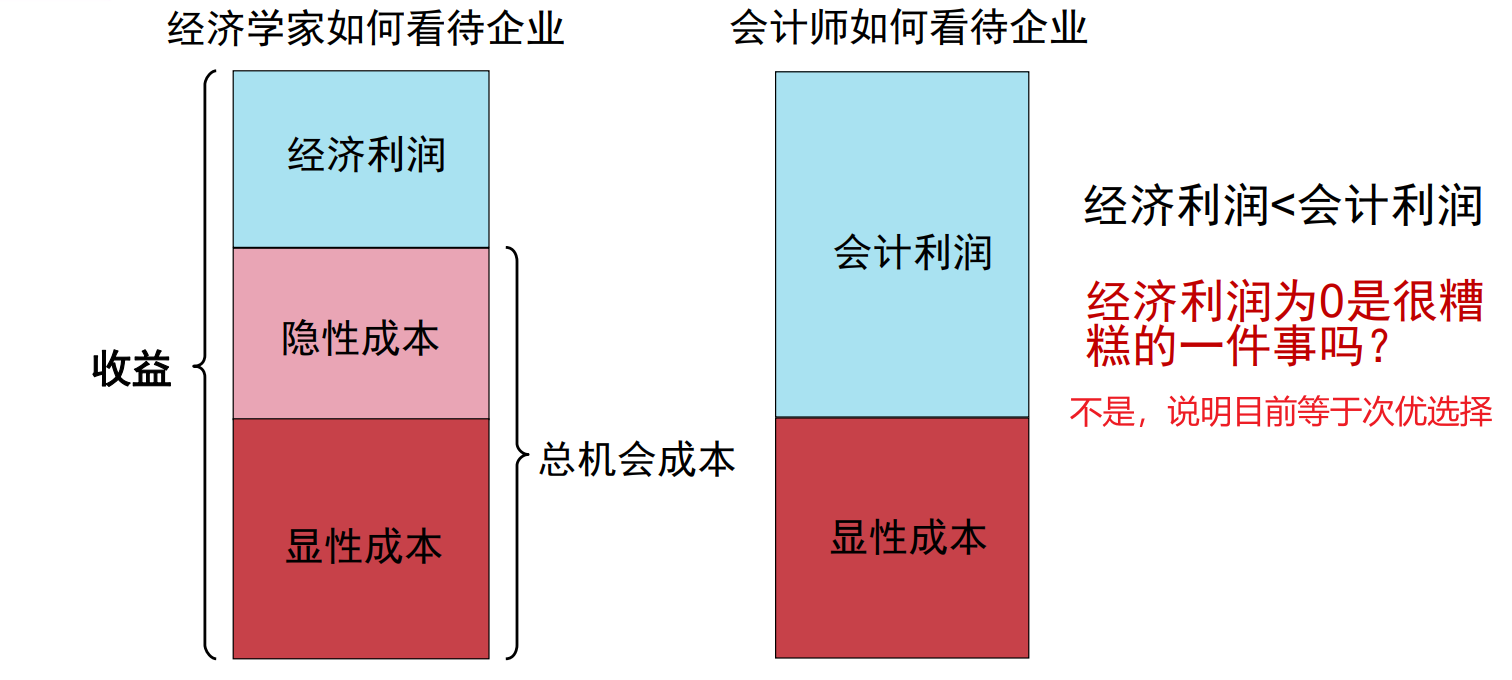 经济学家如何看待企业
会计师如何看待企业
经济利润
隐性成本
显性成本
收益
总机会成本
会计利润
显性成本
经济利润<会计利润
经济利润为0是很糟
糕的一件事吗?
不是，说明目前等于次优选择